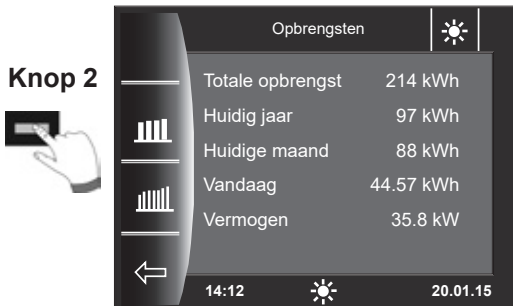 Opbrengsten
Knop 2
Totale opbrengst 214 kWh
Huidig jaar 97 kWh
Huidige maand 88 kWh
Vandaag 44.57 kWh
Vermogen 35.8 kW
14:12 20.01.15